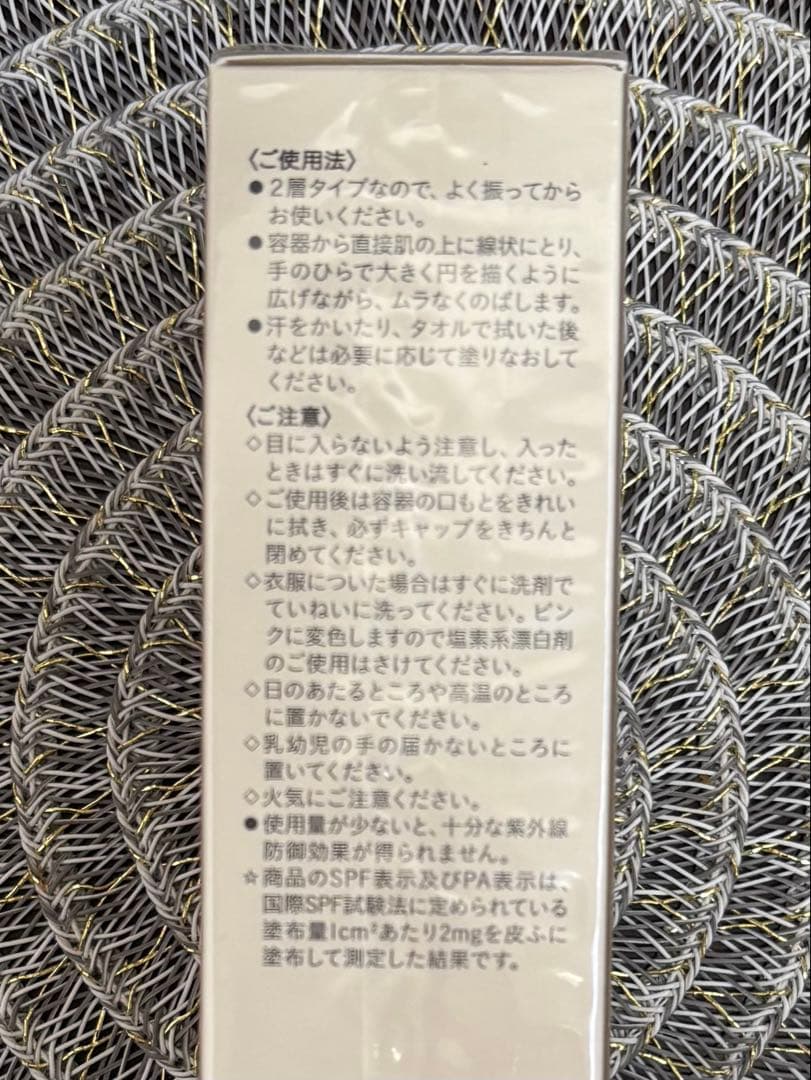 〈ご使用法〉
●2層タイプなので、よく振ってから
お使いください。
●容器から直接肌の上に線状にとり、
手のひらで大きく円を描くように
広げながら、ムラなくのばします。
●汗をかいたり、タオルで拭いた後
などは必要に応じて塗りなおして
ください。
〈ご注意〉
◇目に入らないよう注意し、入った
ときはすぐに洗い流してください。
◇ご使用後は容器の口もとをきれい
に拭き、必ずキャップをきちんと
閉めてください。
◇衣服についた場合はすぐに洗剤で
ていねいに洗ってください。ピン
クに変色しますので塩素系漂白剤
のご使用はさけてください。
◇日のあたるところや高温のところ
に置かないでください。
◇乳幼児の手の届かないところに
置いてください。
◇火気にご注意ください。
●使用量が少ないと、十分な紫外線
防御効果が得られません。
☆商品のSPF表示及びPA表示は、
国際SPF試験法に定められている
塗布量1cm²あたり2mgを皮ふに
塗布して測定した結果です。